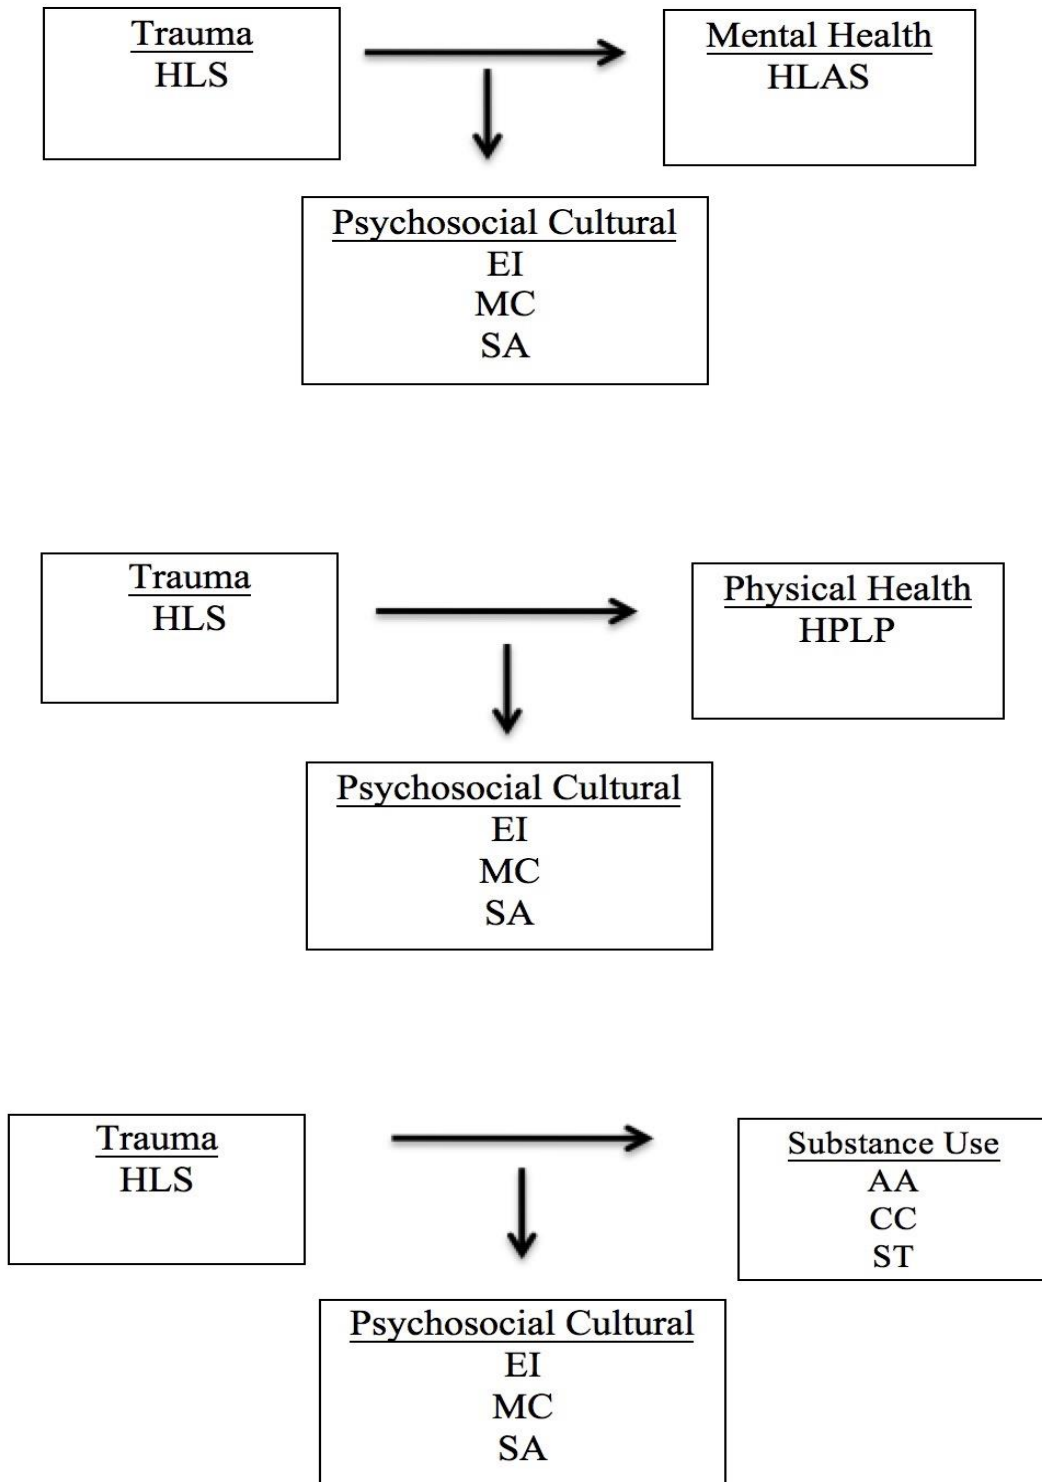 Trauma
HLS
Mental Health
HLAS
Psychosocial Cultural
EI
MC
SA
Trauma
HLS
Physical Health
HPLP
Psychosocial Cultural
EI
MC
SA
Trauma
HLS
Substance Use
AA
CC
ST
Psychosocial Cultural
EI
MC
SA